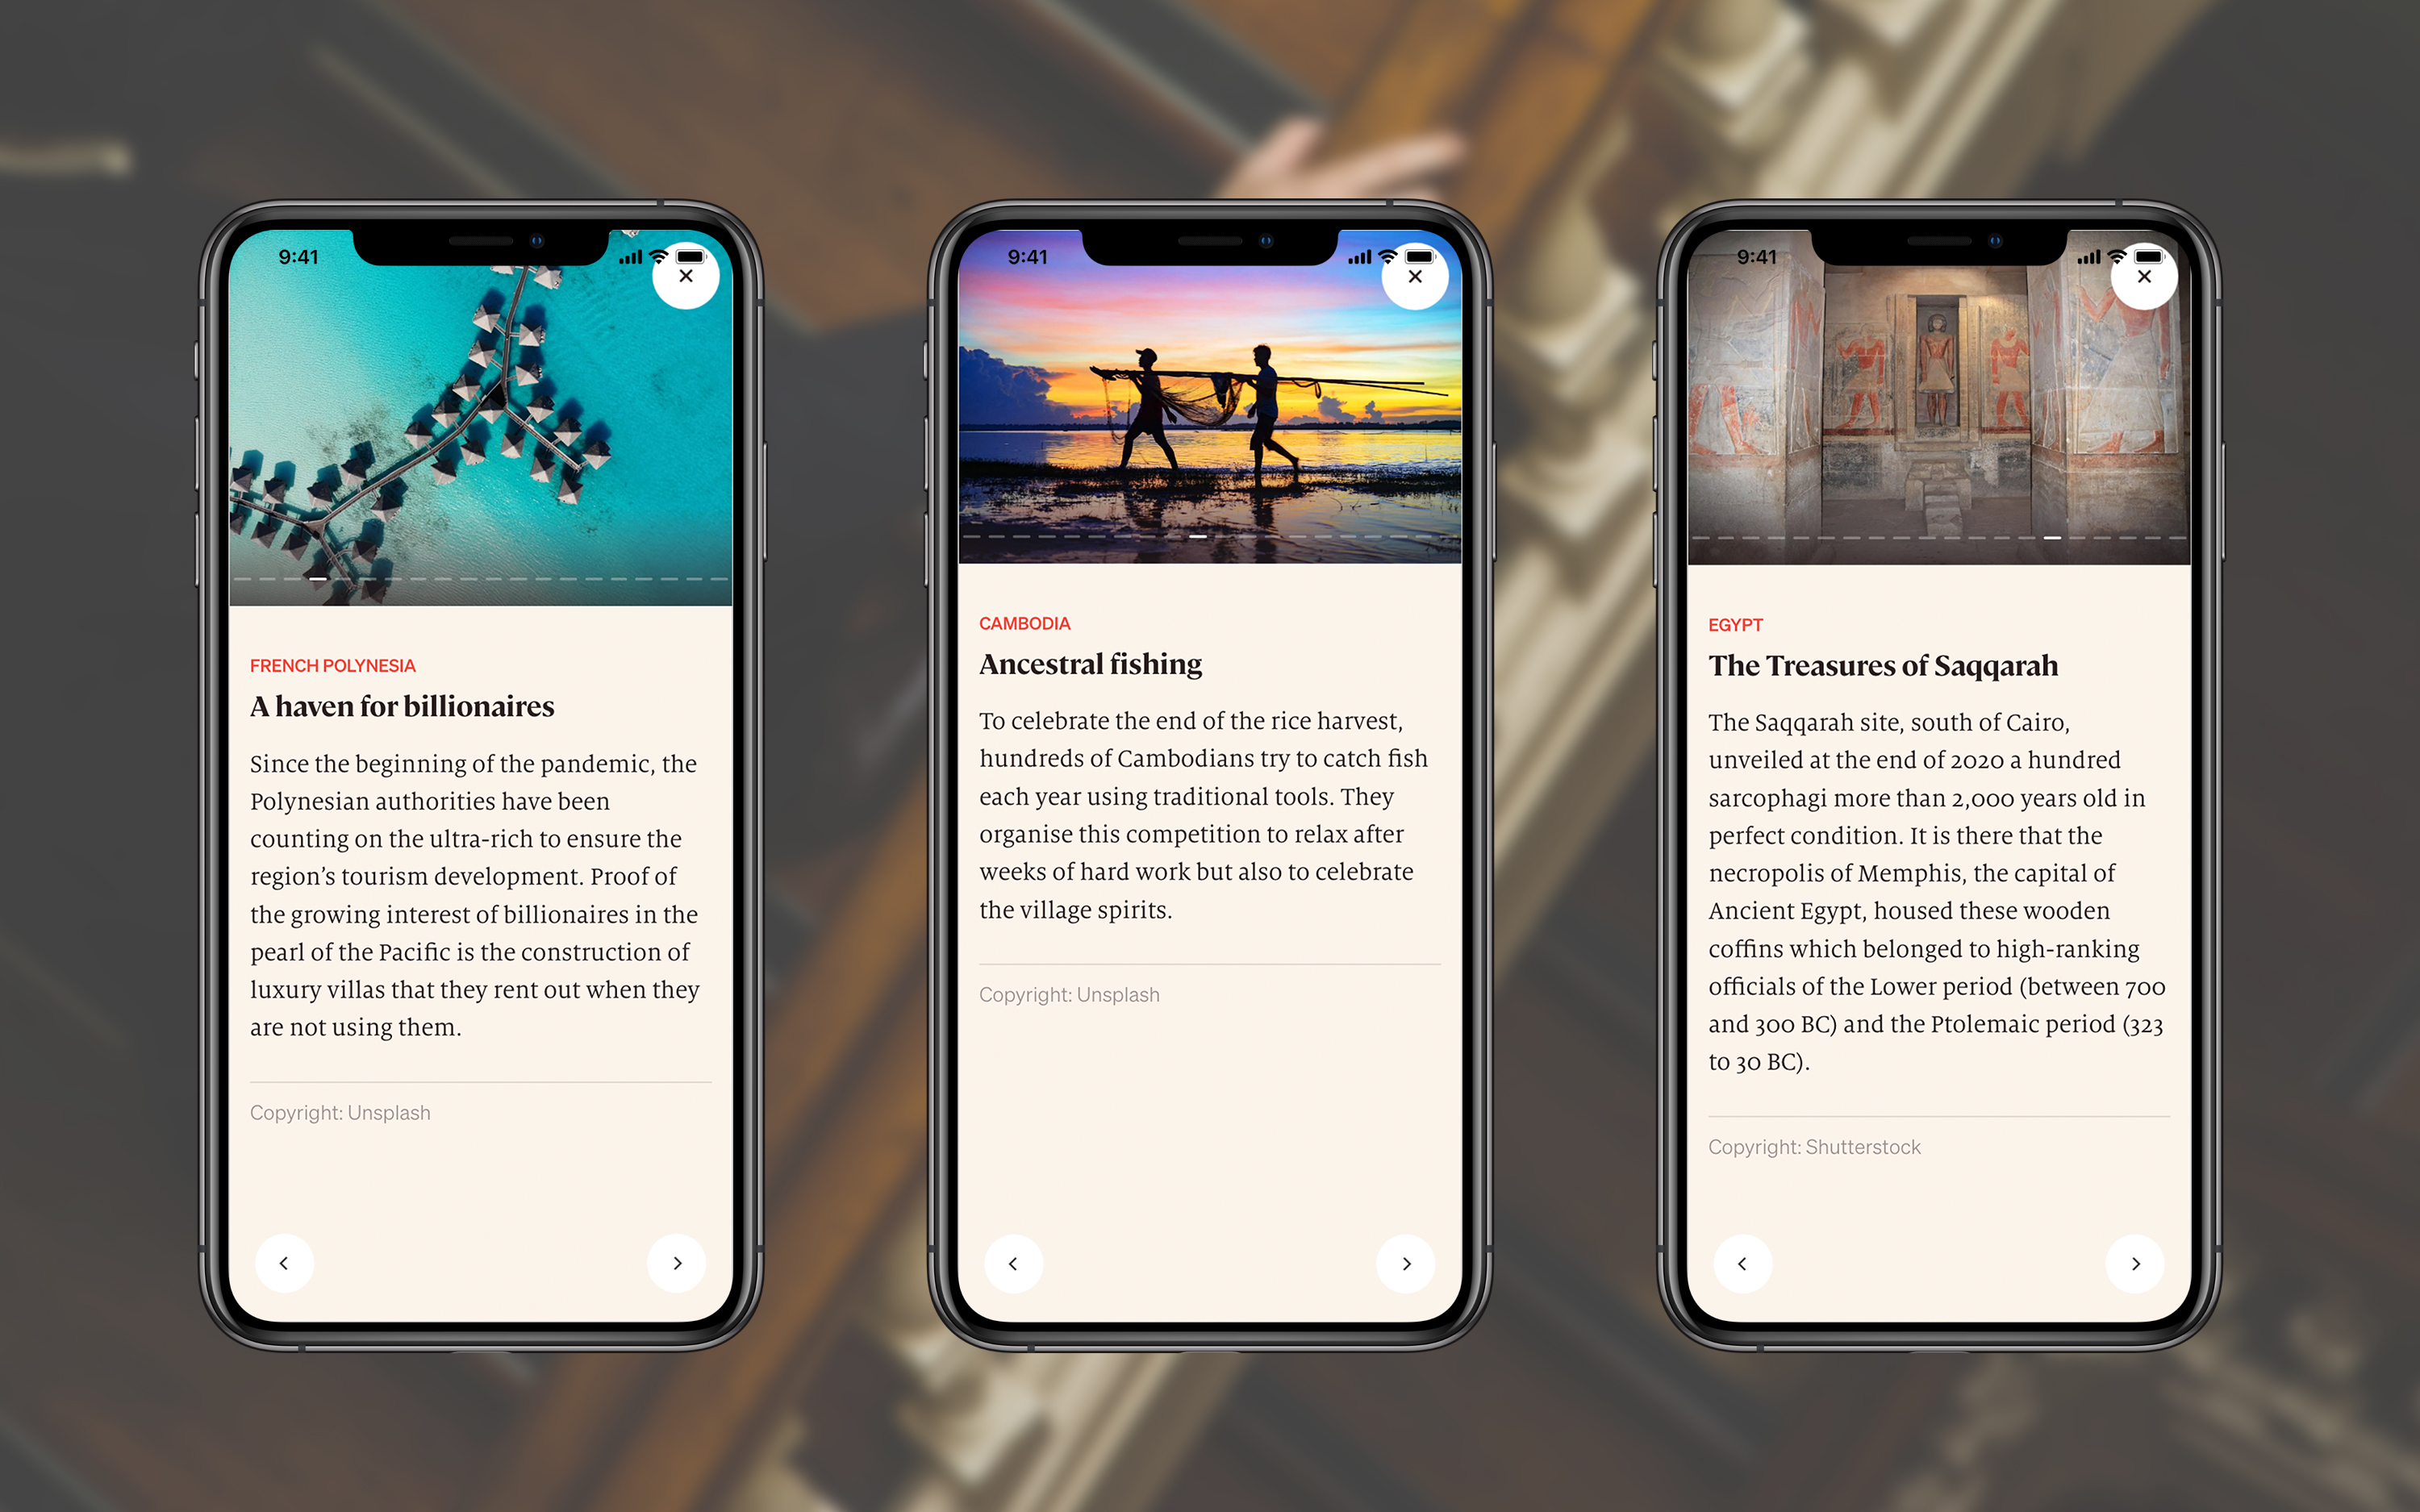 9:41
FRENCH POLYNESIA
A haven for billionaires
Since the beginning of the pandemic, the
Polynesian authorities have been
counting on the ultra-rich to ensure the
region’s tourism development. Proof of
the growing interest of billionaires in the
pearl of the Pacific is the construction of
luxury villas that they rent out when they
are not using them.
Copyright: Unsplash
9:41
CAMBODIA
Ancestral fishing
To celebrate the end of the rice harvest,
hundreds of Cambodians try to catch fish
each year using traditional tools. They
organise this competition to relax after
weeks of hard work but also to celebrate
the village spirits.
Copyright: Unsplash
9:41
EGYPT
The Treasures of Saqqarah
The Saqqarah site, south of Cairo,
unveiled at the end of 2020 a hundred
sarcophagi more than 2,000 years old in
perfect condition. It is there that the
necropolis of Memphis, the capital of
Ancient Egypt, housed these wooden
coffins which belonged to high-ranking
officials of the Lower period (between 700
and 300 BC) and the Ptolemaic period (323
to 30 BC).
Copyright: Shutterstock